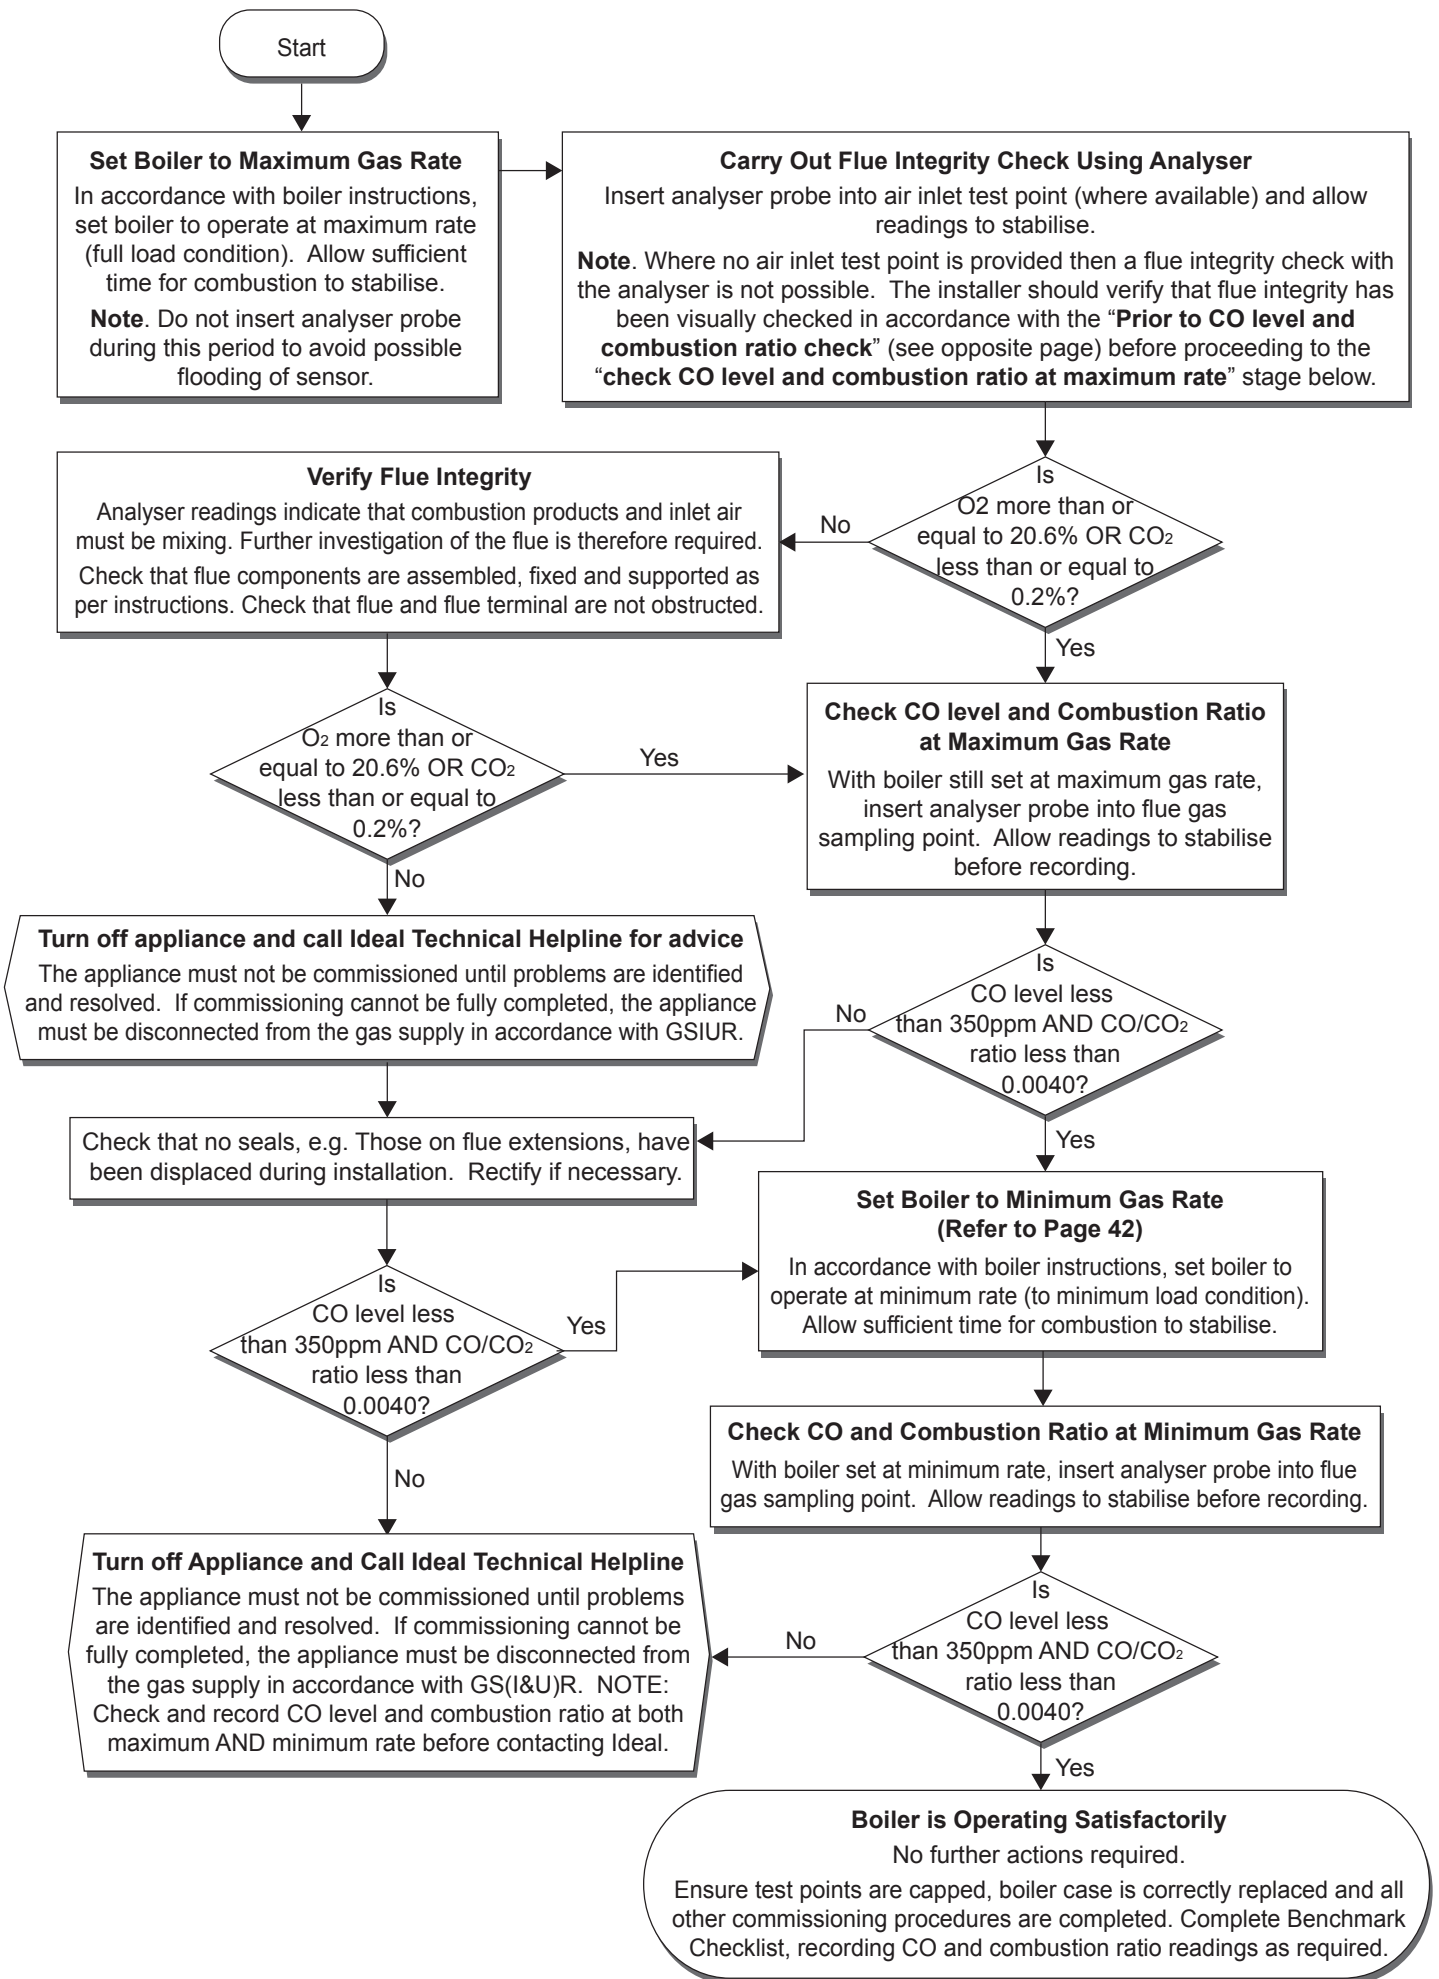 Start
Set Boiler to Maximum Gas Rate
In accordance with boiler instructions,
set boiler to operate at maximum rate
(full load condition).  Allow sufficient
time for combustion to stabilise.
Note. Do not insert analyser probe
during this period to avoid possible
flooding of sensor.
Carry Out Flue Integrity Check Using Analyser
Insert analyser probe into air inlet test point (where available) and allow
readings to stabilise.
Note. Where no air inlet test point is provided then a flue integrity check with
the analyser is not possible.  The installer should verify that flue integrity has
been visually checked in accordance with the “Prior to CO level and
combustion ratio check” (see opposite page) before proceeding to the
“check CO level and combustion ratio at maximum rate” stage below.
Is
O2 more than or
equal to 20.6% OR CO2
less than or equal to
0.2%?
No
Yes
Verify Flue Integrity
Analyser readings indicate that combustion products and inlet air
must be mixing. Further investigation of the flue is therefore required.
Check that flue components are assembled, fixed and supported as
per instructions. Check that flue and flue terminal are not obstructed.
Is
O2 more than or
equal to 20.6% OR CO2
less than or equal to
0.2%?
Yes
No
Check CO level and Combustion Ratio
at Maximum Gas Rate
With boiler still set at maximum gas rate,
insert analyser probe into flue gas
sampling point.  Allow readings to stabilise
before recording.
Turn off appliance and call Ideal Technical Helpline for advice
The appliance must not be commissioned until problems are identified
and resolved.  If commissioning cannot be fully completed, the appliance
must be disconnected from the gas supply in accordance with GSIUR.
Is
CO level less
than 350ppm AND CO/CO2
ratio less than
0.0040?
No
Yes
Check that no seals, e.g. Those on flue extensions, have
been displaced during installation.  Rectify if necessary.
Set Boiler to Minimum Gas Rate
(Refer to Page 42)
In accordance with boiler instructions, set boiler to
operate at minimum rate (to minimum load condition).
Allow sufficient time for combustion to stabilise.
Is
CO level less
than 350ppm AND CO/CO2
ratio less than
0.0040?
Yes
No
Check CO and Combustion Ratio at Minimum Gas Rate
With boiler set at minimum rate, insert analyser probe into flue
gas sampling point.  Allow readings to stabilise before recording.
Turn off Appliance and Call Ideal Technical Helpline
The appliance must not be commissioned until problems
are identified and resolved.  If commissioning cannot be
fully completed, the appliance must be disconnected from
the gas supply in accordance with GS(I&U)R.  NOTE:
Check and record CO level and combustion ratio at both
maximum AND minimum rate before contacting Ideal.
Is
CO level less
than 350ppm AND CO/CO2
ratio less than
0.0040?
No
Yes
Boiler is Operating Satisfactorily
No further actions required.
Ensure test points are capped, boiler case is correctly replaced and all
other commissioning procedures are completed. Complete Benchmark
Checklist, recording CO and combustion ratio readings as required.